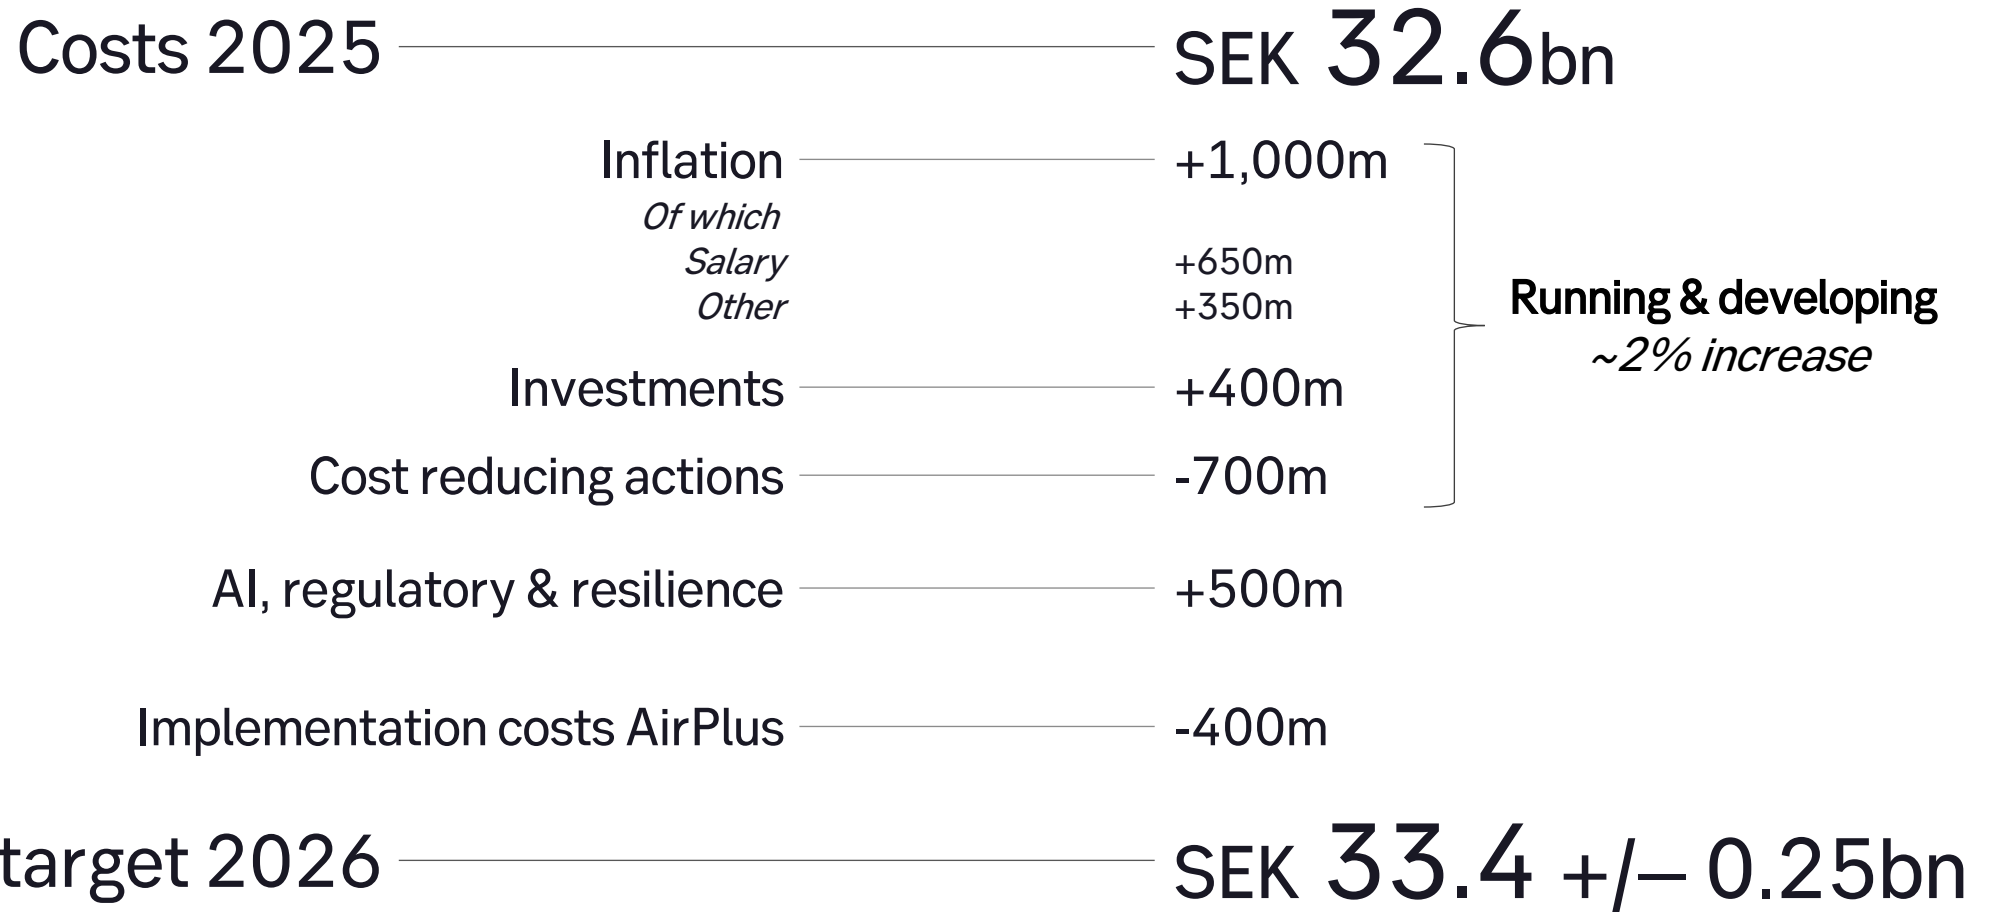 Costs 2025 SEK 32.6bn
Inflation +1,000m
Of which
Salary +650m
Other +350m
Running & developing
~2% increase
Investments +400m
Cost reducing actions -700m
AI, regulatory & resilience +500m
Implementation costs AirPlus -400m
target 2026 SEK 33.4 +/– 0.25bn